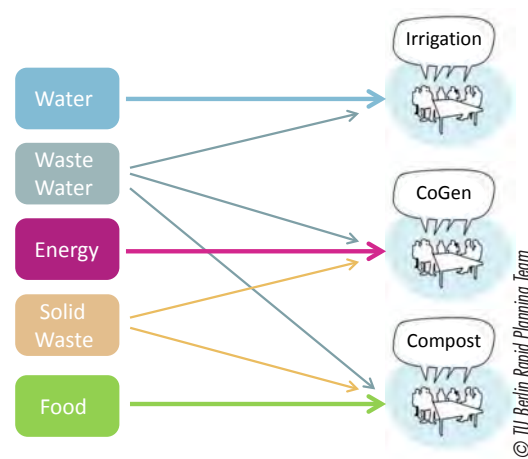 Irrigation
Water
Waste
Water
CoGen
Energy
Solid
Waste
Compost
Food
© TU Berlin Rapid Planning Team